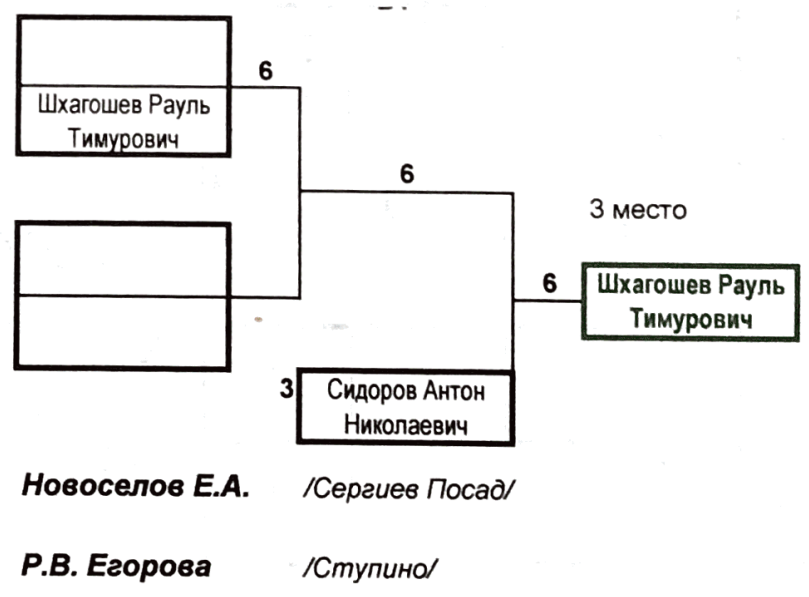 6
Шхагошев Рауль
Тимурович
6
3 место
6
Шхагошев Рауль
Тимурович
3
Сидоров Антон
Николаевич
Новоселов Е.А. /Сергиев Посад/
Р.В. Егорова /Ступино/